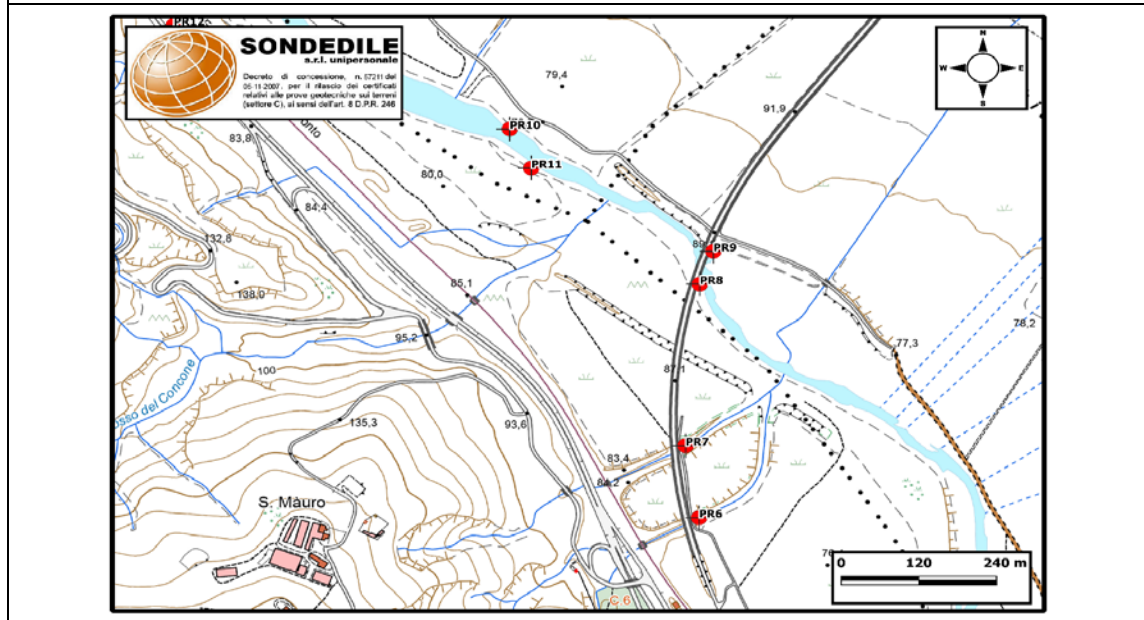 PR12
SONDEDILE
s.r.l. unipersonale
Decreto di concessione, n. 57211 del
05-11-2007, per il rilascio dei certificati
relativi alle prove geotecniche sui terreni
(settore C), ai sensi dell'art. 8 D.P.R. 246
N
W E
S
79,4
91,9
PR10
83,8
PR11
80,0
84,4
132,8
89
PR9
PR8
138,0
85,1
78,2
95,2
77,3
100
87,1
osso del Concone
135,3
93,6
PR7
83,4
84,2
S. Mauro
PR6
0 120 240 m
C 6